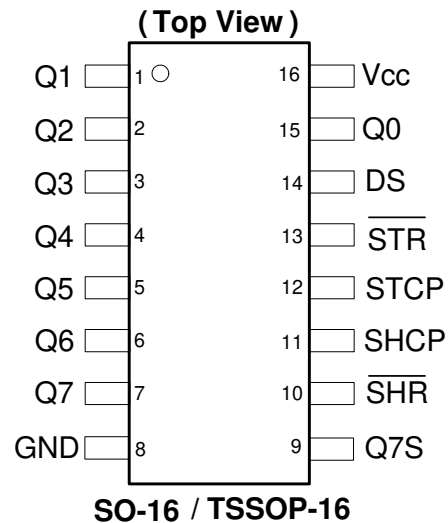 (Top View)
Q1 1 16 Vcc
Q2 2 15 Q0
Q3 3 14 DS
Q4 4 13 STR
Q5 5 12 STCP
Q6 6 11 SHCP
Q7 7 10 SHR
GND 8 9 Q7S
SO-16 / TSSOP-16